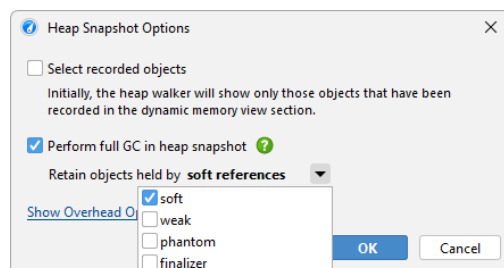 Heap Snapshot Options
Select recorded objects
Initially, the heap walker will show only those objects that have been
recorded in the dynamic memory view section.
Perform full GC in heap snapshot ?
Retain objects held by soft references
soft
Show Overhead Op
weak
phantom
finalizer
OK Cancel